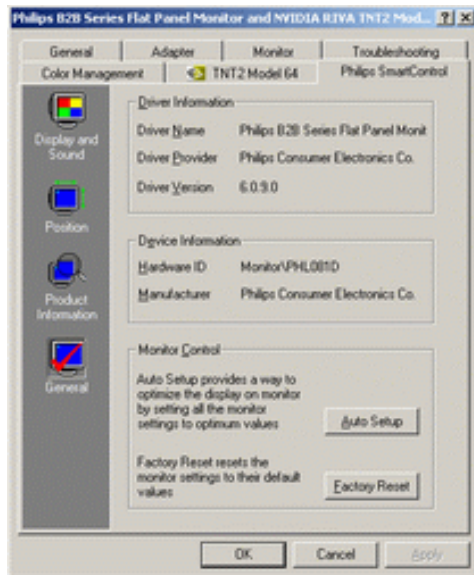 Philips B2B Series Flat Panel Monitor and NVIDIA RIVA TNT2 Mod...
General Adapter Monitor Troubleshooting
Color Management TNT2 Model 64 Philips SmartControl
Display and
Sound
Position
Product
Information
General
Driver Information
Driver Name Philips B2B Series Flat Panel Monit
Driver Provider Philips Consumer Electronics Co.
Driver Version 6.0.9.0
Device Information
Hardware ID Monitor\PHL081D
Manufacturer Philips Consumer Electronics Co.
Monitor Control
Auto Setup provides a way to
optimize the display on monitor
by setting all the monitor
settings to optimum values
Auto Setup
Factory Reset resets the
monitor settings to their default
values
Factory Reset
OK Cancel Apply